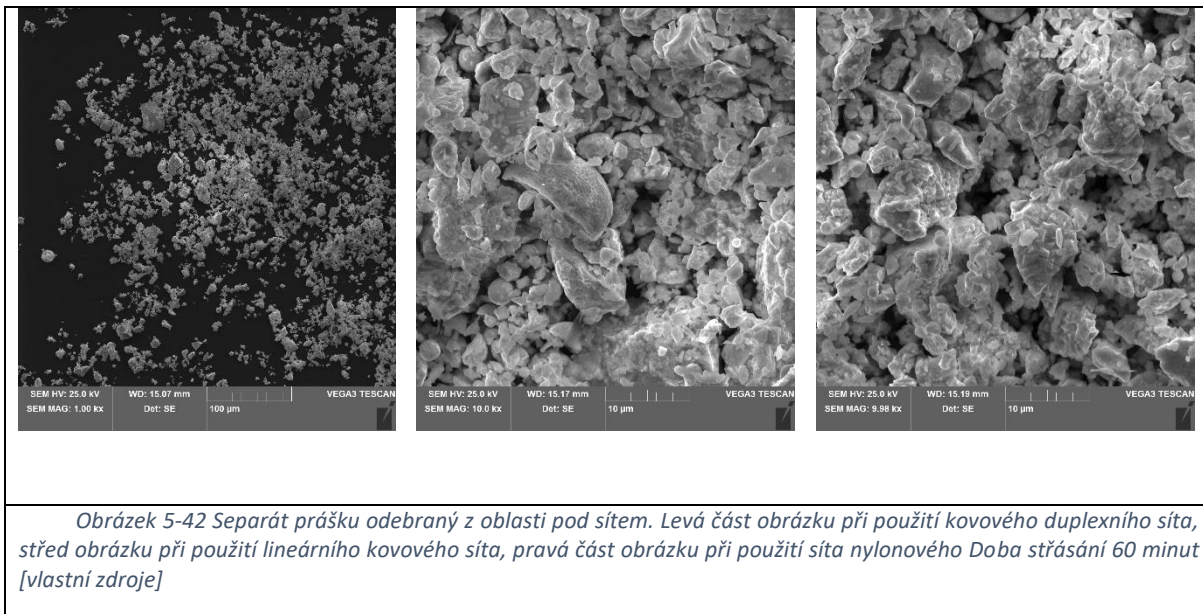 SEM HV: 25.0 kV WD: 15.07 mm VEGA3 TESCAN
SEM MAG: 1.00 kx Det: SE 100 µm
SEM HV: 25.0 kV WD: 15.17 mm VEGA3 TESCAN
SEM MAG: 10.0 kx Det: SE 10 µm
SEM HV: 25.0 kV WD: 15.19 mm VEGA3 TESCAN
SEM MAG: 9.98 kx Det: SE 10 µm
Obrázek 5-42 Separát prášku odebraný z oblasti pod sítem. Levá část obrázku při použití kovového duplexního síta,
střed obrázku při použití lineárního kovového síta, pravá část obrázku při použití síta nylonového Doba střásání 60 minut
[vlastní zdroje]